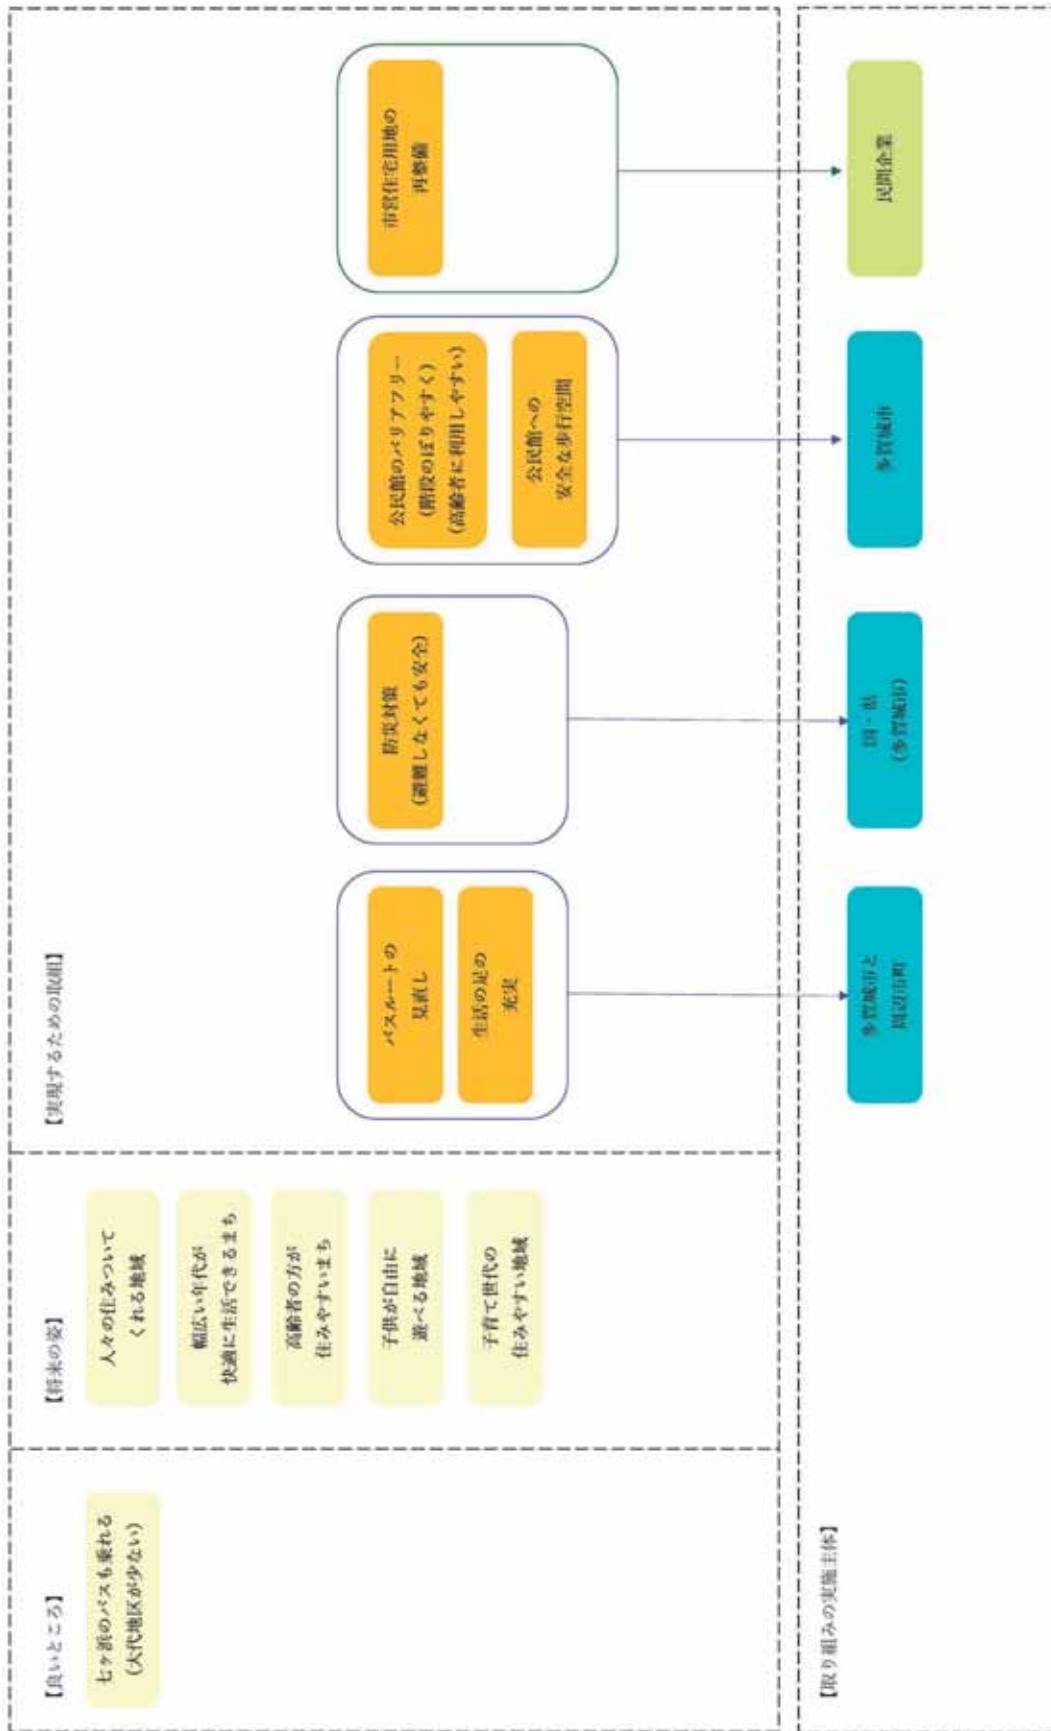 【良いところ】
七ヶ浜のバスも乗れる
(大代地区が少ない)
【将来の姿】
人々の住みついて
くれる地域
幅広い年代が
快適に生活できるまち
高齢者の方が
住みやすいまち
子供が自由に
遊べる地域
子育て世代の
住みやすい地域
【実現するための取組】
バスルートの
見直し
生活の足の
充実
防災対策
(避難しなくても安全)
公民館のバリアフリー
(階段のぼりやすく)
(高齢者に利用しやすい)
公民館への
安全な歩行空間
市営住宅用地の
再整備
【取り組みの実施主体】
多賀城市と
周辺市町
国・県
(多賀城市)
多賀城市
民間企業